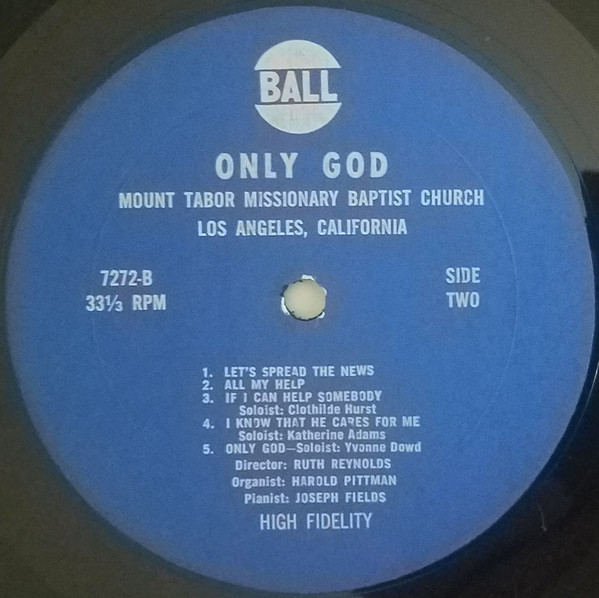 BALL
ONLY GOD
MOUNT TABOR MISSIONARY BAPTIST CHURCH
LOS ANGELES, CALIFORNIA
7272-B
33⅓ RPM
SIDE
TWO
1. LET'S SPREAD THE NEWS
2. ALL MY HELP
3. IF I CAN HELP SOMEBODY
Soloist: Clothilde Hurst
4. I KNOW THAT HE CARES FOR ME
Soloist: Katherine Adams
5. ONLY GOD—Soloist: Yvonne Dowd
Director: RUTH REYNOLDS
Organist: HAROLD PITTMAN
Pianist: JOSEPH FIELDS
HIGH FIDELITY